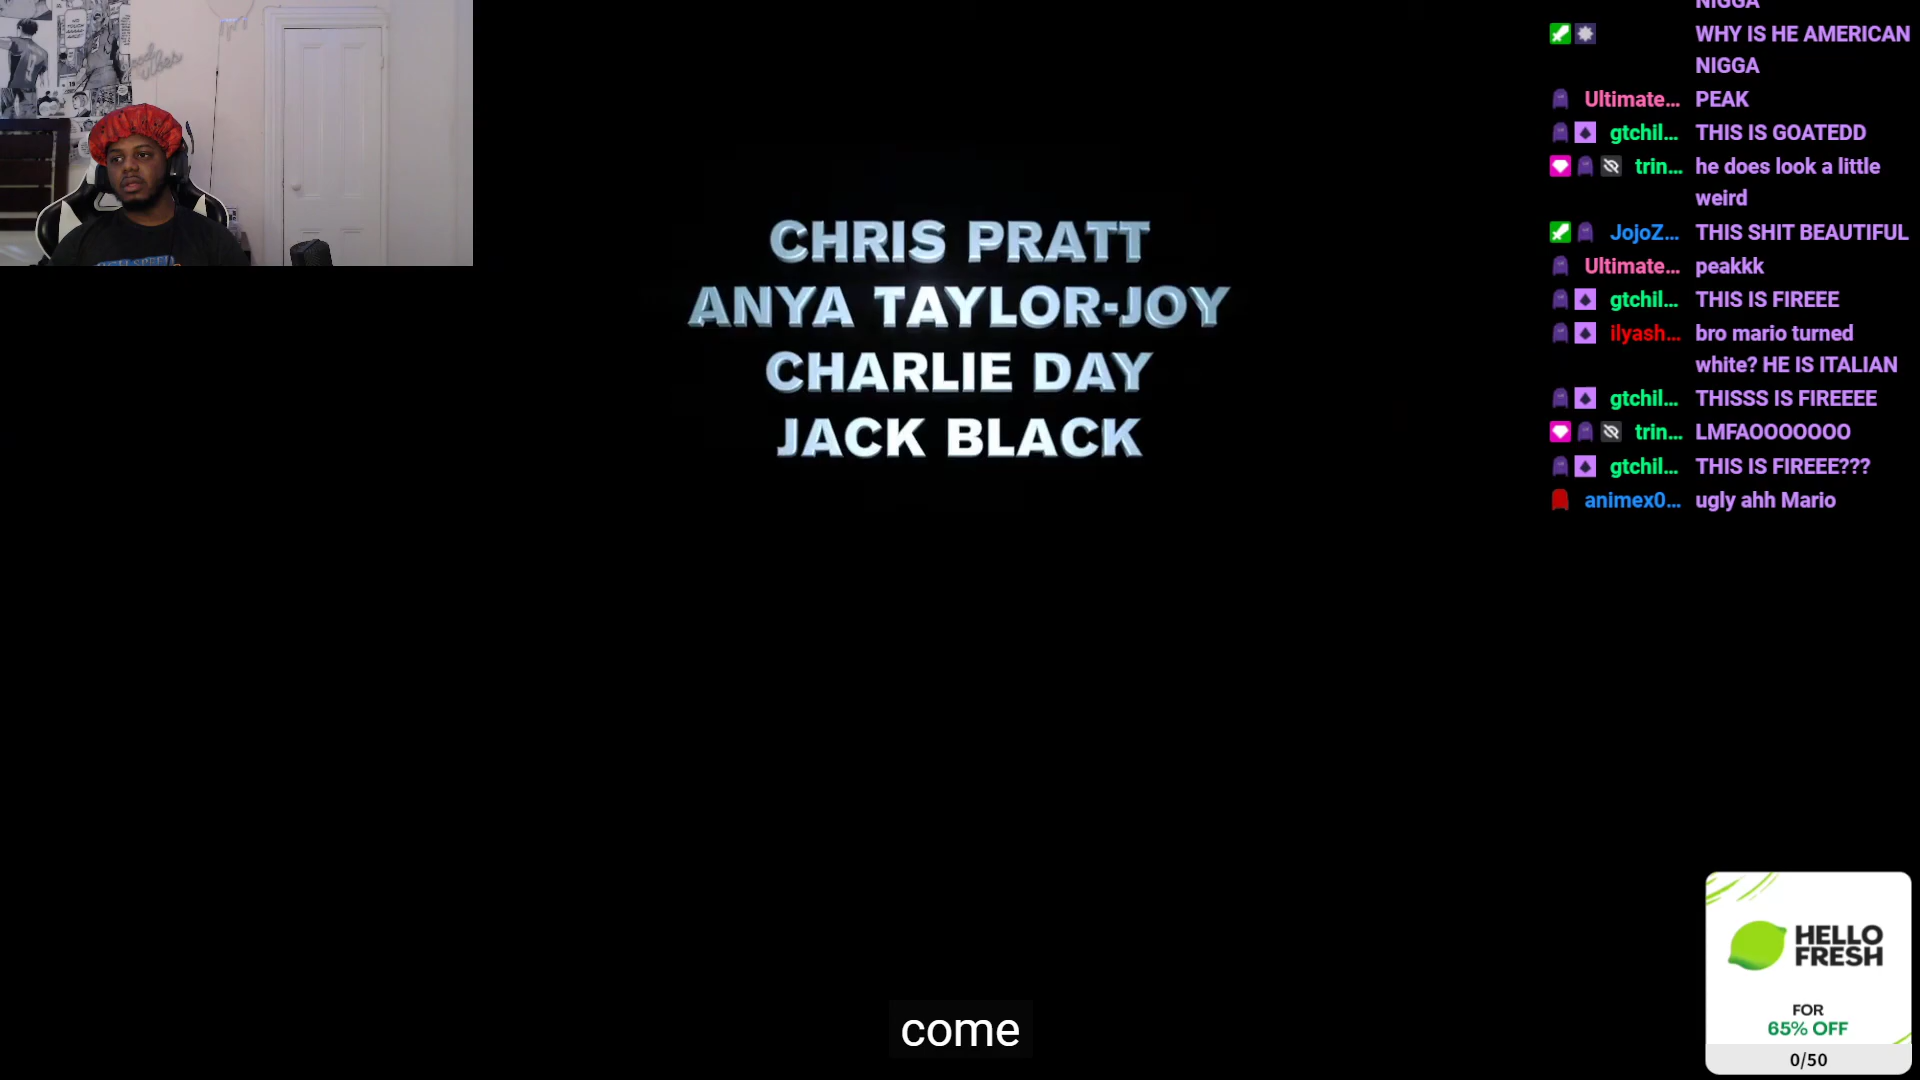 NIGGA
WHY IS HE AMERICAN
NIGGA
Ultimate... PEAK
gtchil... THIS IS GOATEDD
trin... he does look a little
weird
JojoZ... THIS SHIT BEAUTIFUL
Ultimate... peakkk
gtchil... THIS IS FIREEE
ilyash... bro mario turned
white? HE IS ITALIAN
gtchil... THISSS IS FIREEEE
trin... LMFAOOOOOOO
gtchil... THIS IS FIREEE???
animex0... ugly ahh Mario
good
vibes
CHRIS PRATT
ANYA TAYLOR-JOY
CHARLIE DAY
JACK BLACK
HELLO
FRESH
FOR
65% OFF
0/50
come